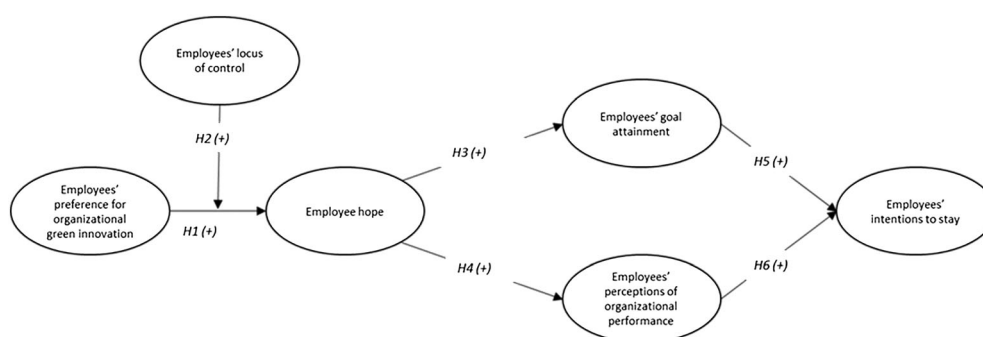 Employees' locus
of control
H2 (+)
Employees'
preference for
organizational
green innovation
H1 (+)
Employee hope
H3 (+)
H4 (+)
Employees' goal
attainment
Employees'
perceptions of
organizational
performance
H5 (+)
H6 (+)
Employees'
intentions to stay